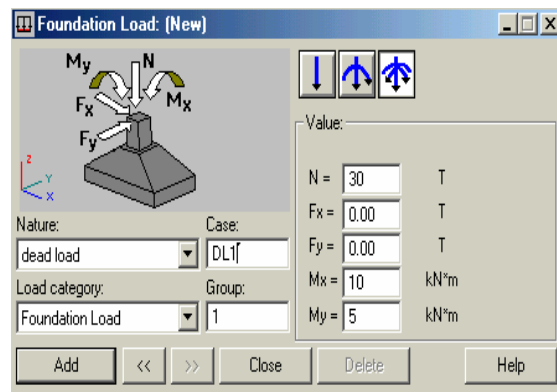 Foundation Load: (New)
My N
Fx Mx
Fy
z
Y
X
Nature: Case:
dead load DL1
Load category: Group:
Foundation Load 1
Value:
N = 30 T
Fx = 0.00 T
Fy = 0.00 T
Mx = 10 kN*m
My = 5 kN*m
Add << >> Close Delete Help